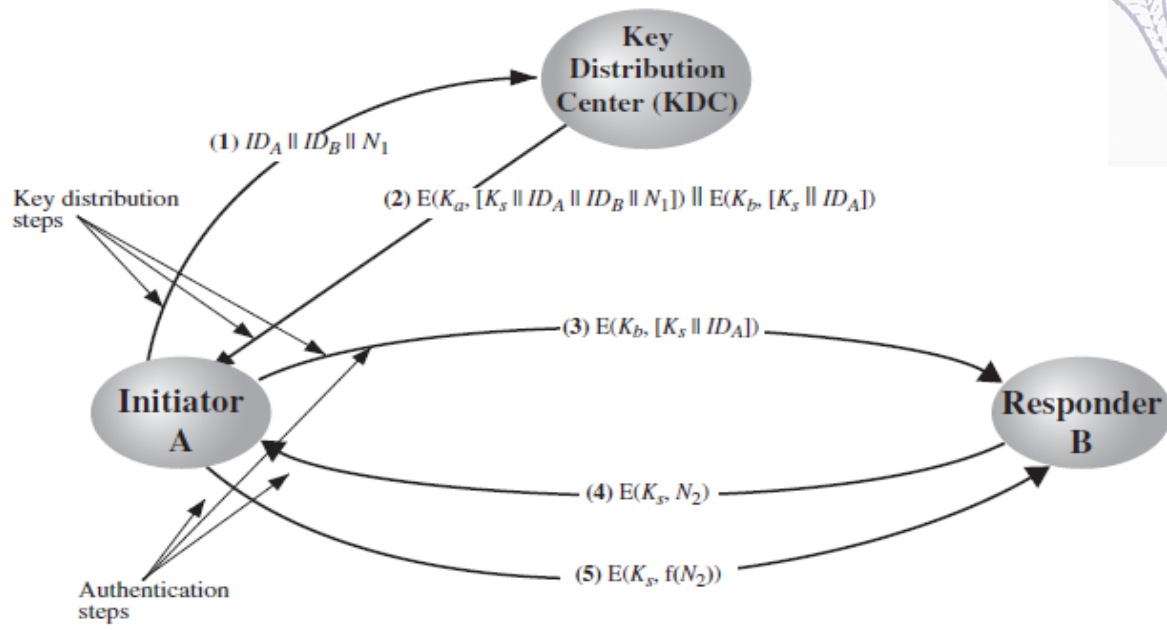 Key
Distribution
Center (KDC)
(1) ID_A || ID_B || N_1
Key distribution
steps
(2) E(K_a, [K_s || ID_A || ID_B || N_1]) || E(K_b, [K_s || ID_A])
(3) E(K_b, [K_s || ID_A])
Initiator
A
Responder
B
(4) E(K_s, N_2)
(5) E(K_s, f(N_2))
Authentication
steps